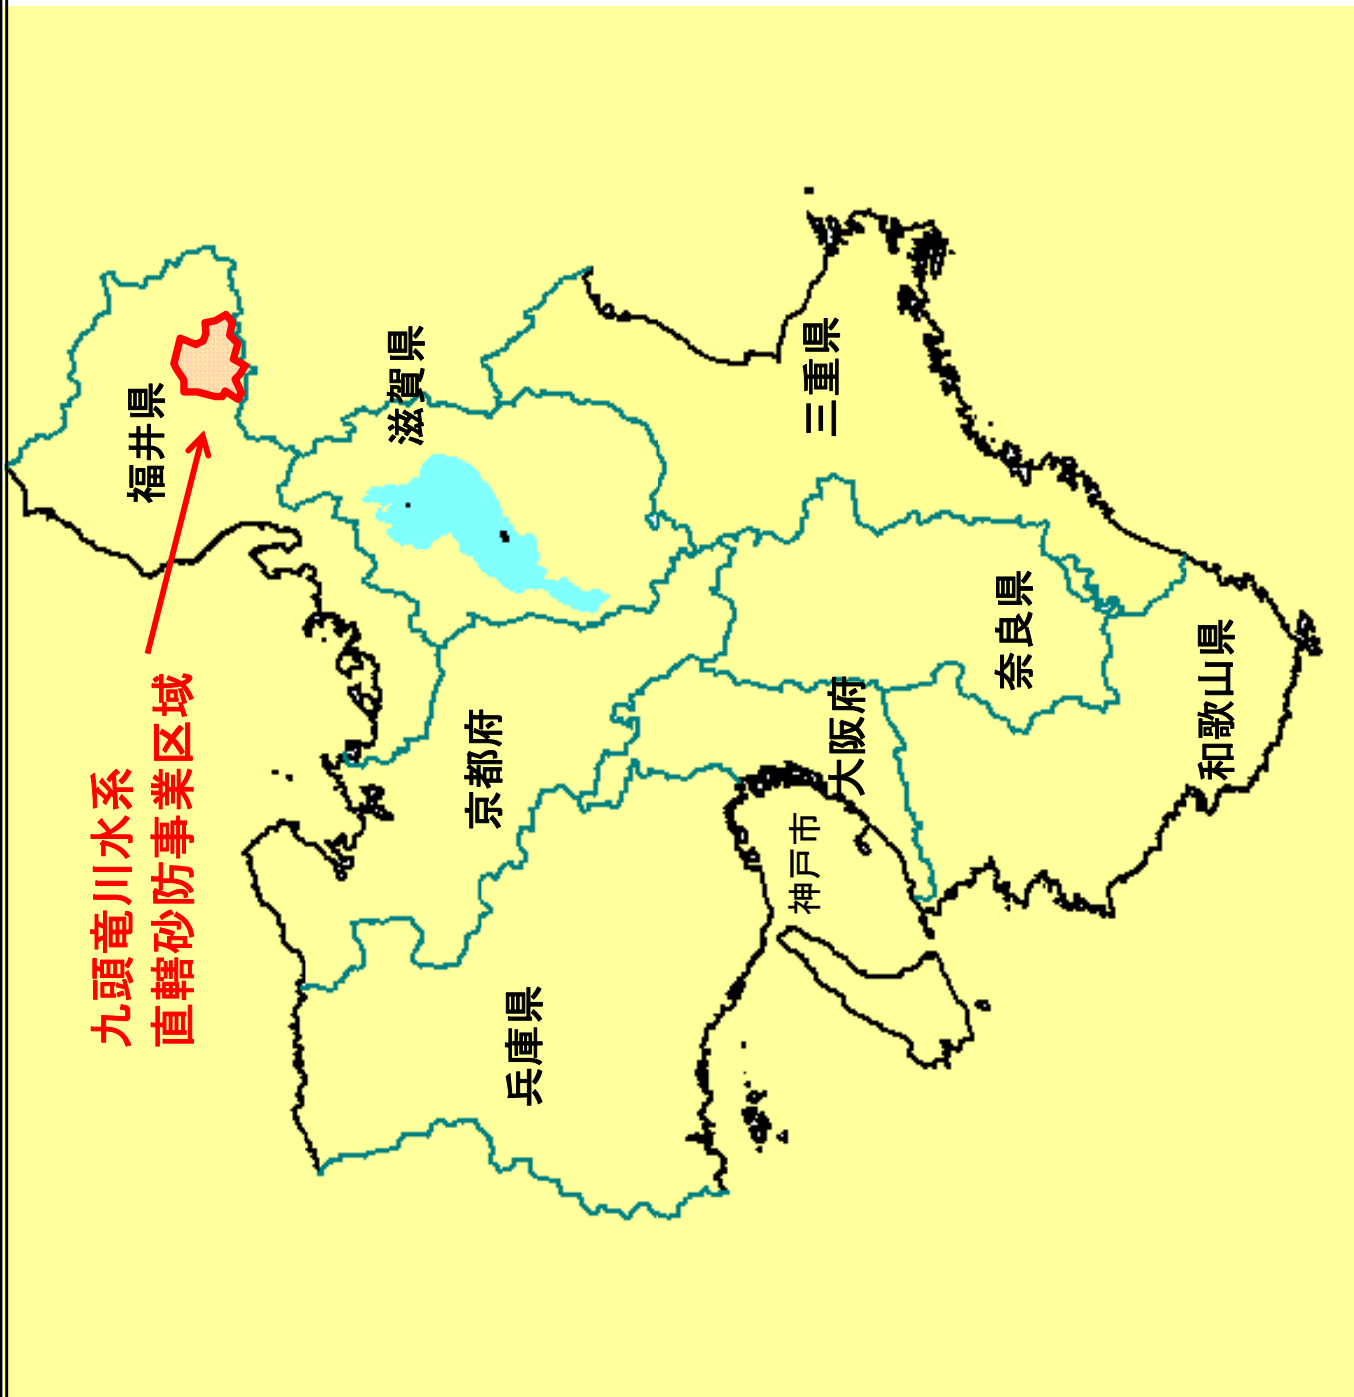 九頭竜川水系
直轄砂防事業区域
福井県
滋賀県
三重県
京都府
奈良県
大阪府
和歌山県
神戸市
兵庫県